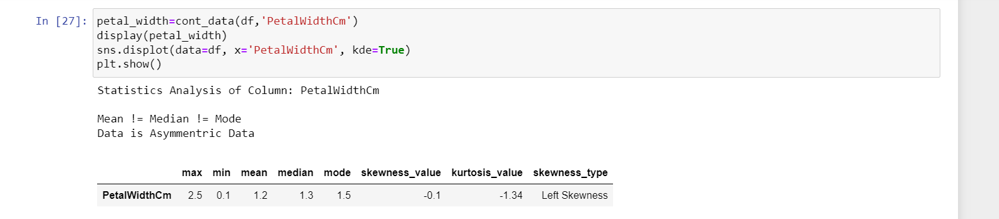 In [27]: petal_width=cont_data(df,'PetalWidthCm')
display(petal_width)
sns.displot(data=df, x='PetalWidthCm', kde=True)
plt.show()
Statistics Analysis of Column: PetalWidthCm
Mean != Median != Mode
Data is Asymmentric Data
max min mean median mode skewness_value kurtosis_value skewness_type
PetalWidthCm 2.5 0.1 1.2 1.3 1.5 -0.1 -1.34 Left Skewness